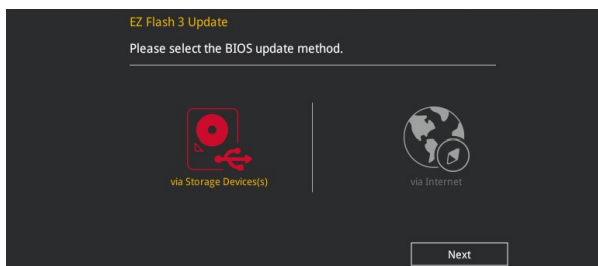 EZ Flash 3 Update
Please select the BIOS update method.
via Storage Devices(s)
via Internet
Next